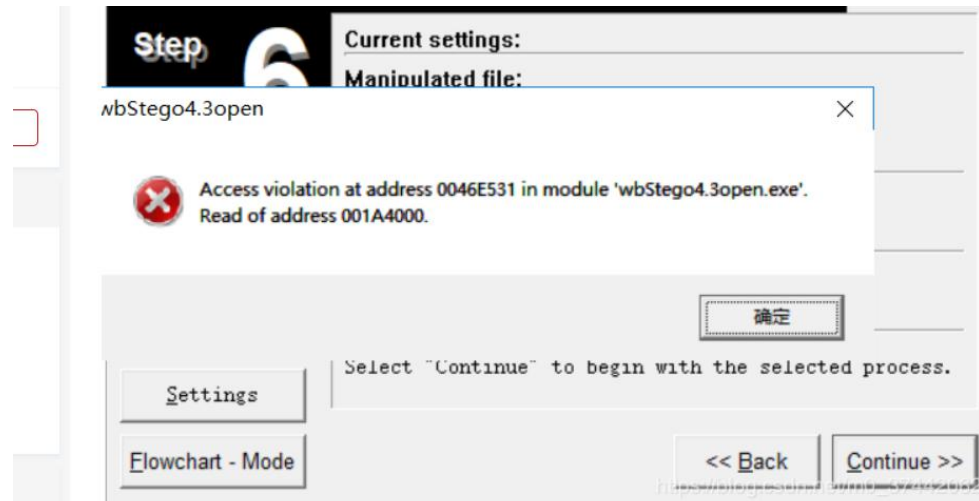 Step 6
Current settings:
Manipulated file:
wbStego4.3open
Access violation at address 0046E531 in module 'wbStego4.3open.exe'.
Read of address 001A4000.
确定
Select "Continue" to begin with the selected process.
Settings
Flowchart - Mode
<< Back
Continue >>